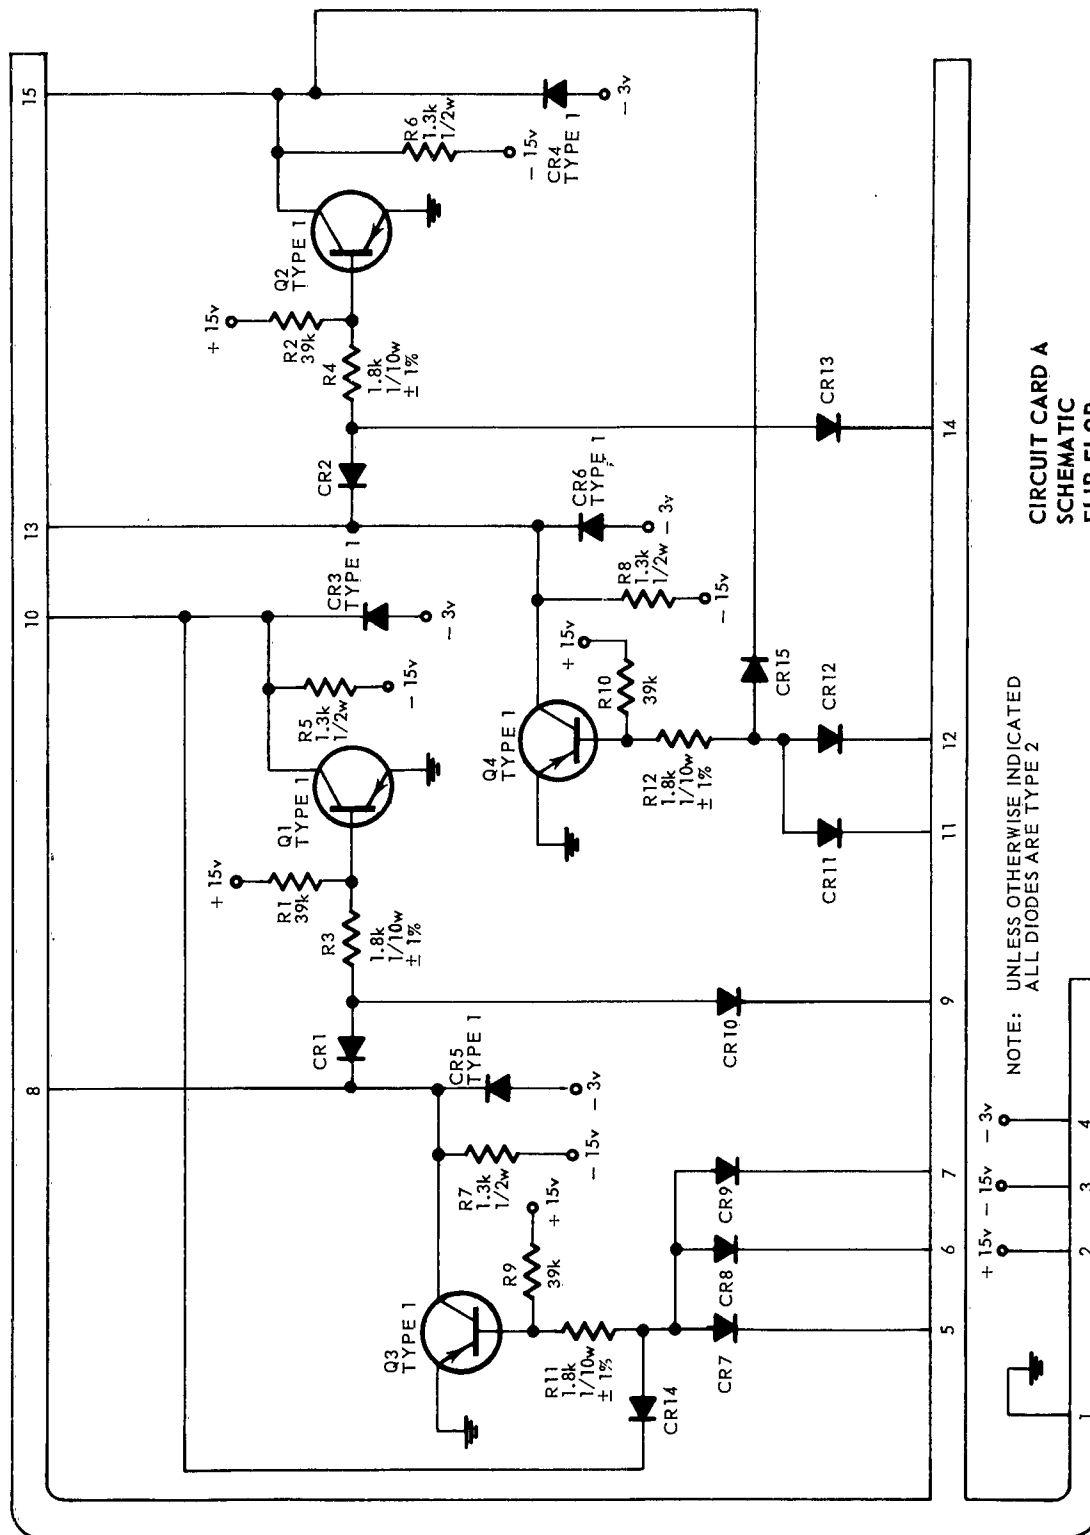 15
13
10
8
R6
1.3k
1/2w
- 15v
CR4
TYPE 1
- 3v
Q2
TYPE 1
+ 15v
R2
39k
R4
1.8k
1/10w
± 1%
CR2
CR13
CR3
TYPE 1
- 3v
CR6
TYPE 1
- 3v
R8
1.3k
1/2w
- 15v
R5
1.3k
1/2w
- 15v
Q1
TYPE 1
+ 15v
R1
39k
R3
1.8k
1/10w
± 1%
+ 15v
R10
39k
Q4
TYPE 1
R12
1.8k
1/10w
± 1%
CR15
CR12
CR11
CR1
CR10
CR5
TYPE 1
- 3v
R7
1.3k
1/2w
- 15v
+ 15v
R9
39k
Q3
TYPE 1
R11
1.8k
1/10w
± 1%
CR14
CR9
CR8
CR7
14
12
11
9
7
6
5
NOTE: UNLESS OTHERWISE INDICATED
ALL DIODES ARE TYPE 2
+ 15v
- 15v
- 3v
1
2
3
4
CIRCUIT CARD A
SCHEMATIC